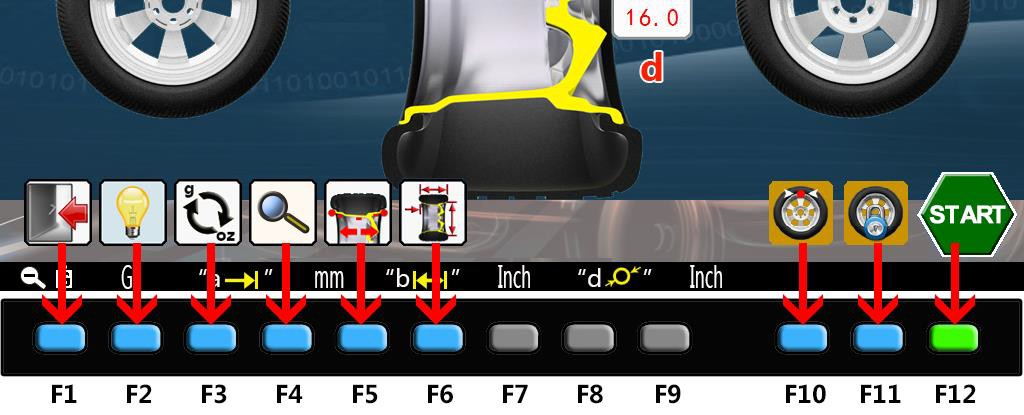 16.0
d
010101001011
g
oz
START
G
"a" mm "b" Inch "d" Inch
F1 F2 F3 F4 F5 F6 F7 F8 F9 F10 F11 F12